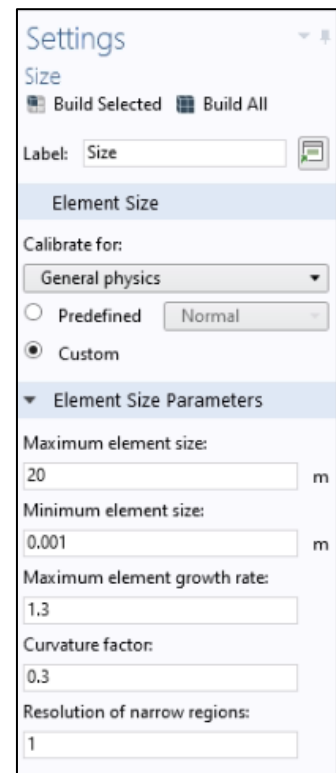 Settings
Size
Build Selected Build All
Label: Size
Element Size
Calibrate for:
General physics
Predefined Normal
Custom
Element Size Parameters
Maximum element size:
20 m
Minimum element size:
0.001 m
Maximum element growth rate:
1.3
Curvature factor:
0.3
Resolution of narrow regions:
1